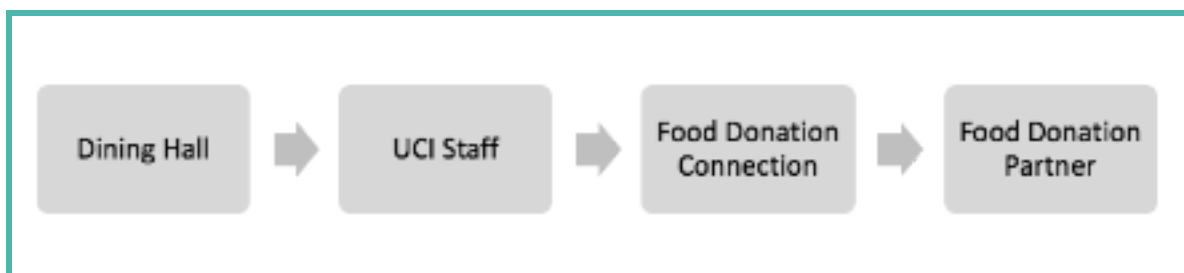 Dining Hall
UCI Staff
Food Donation
Connection
Food Donation
Partner